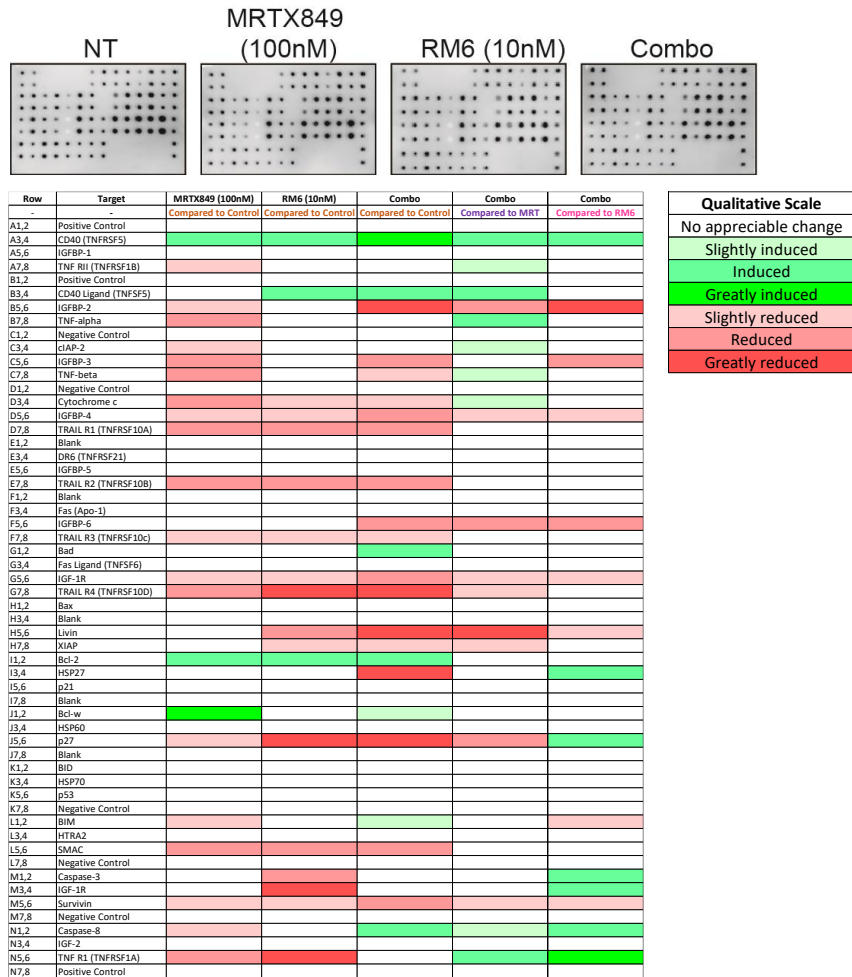 NT
MRTX849
(100nM)
RM6 (10nM)
Combo
Row Target MRTX849 (100nM) RM6 (10nM) Combo Combo Combo
- - Compared to Control Compared to Control Compared to Control Compared to MRT Compared to RM6
A1,2 Positive Control
A3,4 CD40 (TNFRSF5)
A5,6 IGFBP-1
A7,8 TNF RII (TNFRSF1B)
B1,2 Positive Control
B3,4 CD40 Ligand (TNFSF5)
B5,6 IGFBP-2
B7,8 TNF-alpha
C1,2 Negative Control
C3,4 cIAP-2
C5,6 IGFBP-3
C7,8 TNF-beta
D1,2 Negative Control
D3,4 Cytochrome c
D5,6 IGFBP-4
D7,8 TRAIL R1 (TNFRSF10A)
E1,2 Blank
E3,4 DR6 (TNFRSF21)
E5,6 IGFBP-5
E7,8 TRAIL R2 (TNFRSF10B)
F1,2 Blank
F3,4 Fas (Apo-1)
F5,6 IGFBP-6
F7,8 TRAIL R3 (TNFRSF10c)
G1,2 Bad
G3,4 Fas Ligand (TNFSF6)
G5,6 IGF-1R
G7,8 TRAIL R4 (TNFRSF10D)
H1,2 Bax
H3,4 Blank
H5,6 Livin
H7,8 XIAP
I1,2 Bcl-2
I3,4 HSP27
I5,6 p21
I7,8 Blank
J1,2 Bcl-w
J3,4 HSP60
J5,6 p27
J7,8 Blank
K1,2 BID
K3,4 HSP70
K5,6 p53
K7,8 Negative Control
L1,2 BIM
L3,4 HTRA2
L5,6 SMAC
L7,8 Negative Control
M1,2 Caspase-3
M3,4 IGF-1R
M5,6 Survivin
M7,8 Negative Control
N1,2 Caspase-8
N3,4 IGF-2
N5,6 TNF R1 (TNFRSF1A)
N7,8 Positive Control
Qualitative Scale
No appreciable change
Slightly induced
Induced
Greatly induced
Slightly reduced
Reduced
Greatly reduced